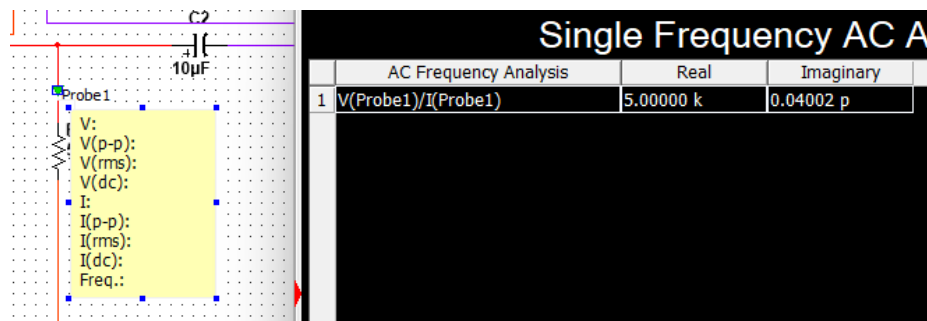 C2
+
10µF
Probe1
V:
V(p-p):
V(rms):
V(dc):
I:
I(p-p):
I(rms):
I(dc):
Freq.:
Single Frequency AC A
AC Frequency Analysis Real Imaginary
1 V(Probe1)/I(Probe1) 5.00000 k 0.04002 p